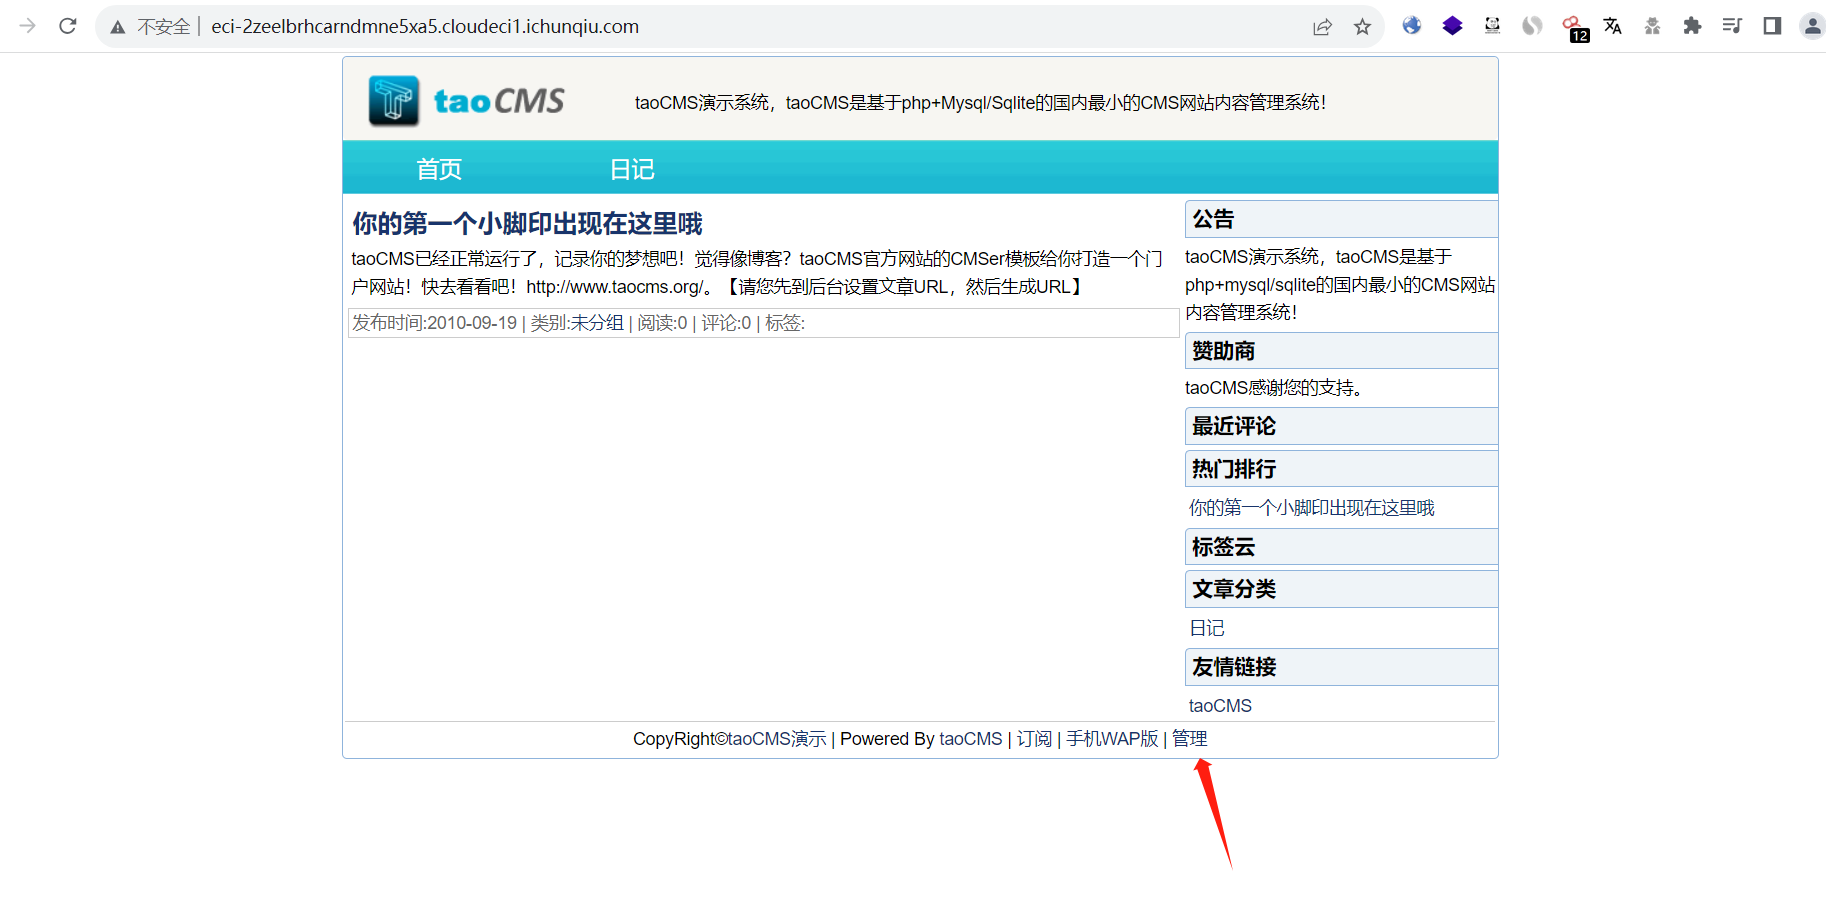 不安全 | eci-2zeelbrhcarndmne5xa5.cloudeci1.ichunqiu.com
12
taoCMS
taoCMS演示系统，taoCMS是基于php+Mysql/Sqlite的国内最小的CMS网站内容管理系统！
首页 日记
你的第一个小脚印出现在这里哦
taoCMS已经正常运行了，记录你的梦想吧！觉得像博客？taoCMS官方网站的CMSer模板给你打造一个门
户网站！快去看看吧！http://www.taocms.org/。【请您先到后台设置文章URL，然后生成URL】
发布时间:2010-09-19 | 类别:未分组 | 阅读:0 | 评论:0 | 标签:
公告
taoCMS演示系统，taoCMS是基于
php+mysql/sqlite的国内最小的CMS网站
内容管理系统！
赞助商
taoCMS感谢您的支持。
最近评论
热门排行
你的第一个小脚印出现在这里哦
标签云
文章分类
日记
友情链接
taoCMS
CopyRight©taoCMS演示 | Powered By taoCMS | 订阅 | 手机WAP版 | 管理